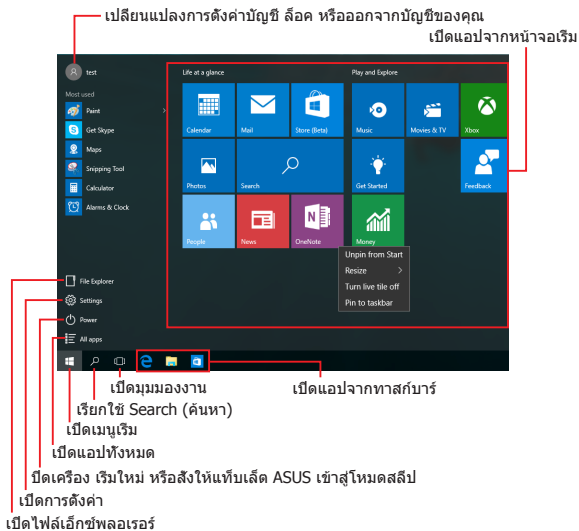 เปลี่ยนแปลงการตั้งค่าบัญชี ล็อค หรือออกจากบัญชีของคุณ
เปิดแอปจากหน้าจอเริ่ม
test
Life at a glance
Play and Explore
Most used
Paint
Get Skype
Maps
Snipping Tool
Calculator
Alarms & Clock
Calendar
Mail
Store (Beta)
Music
Movies & TV
Xbox
Photos
Search
Get Started
Feedback
People
News
OneNote
Money
Unpin from Start
Resize
Turn live tile off
Pin to taskbar
File Explorer
Settings
Power
All apps
เปิดมุมมองงาน
เปิดแอปจากทาสก์บาร์
เรียกใช้ Search (ค้นหา)
เปิดเมนูเริ่ม
เปิดแอปทั้งหมด
ปิดเครื่อง เริ่มใหม่ หรือสั่งให้แท็บเล็ต ASUS เข้าสู่โหมดสลีป
เปิดการตั้งค่า
เปิดไฟล์เอ็กซ์พลอเรอร์